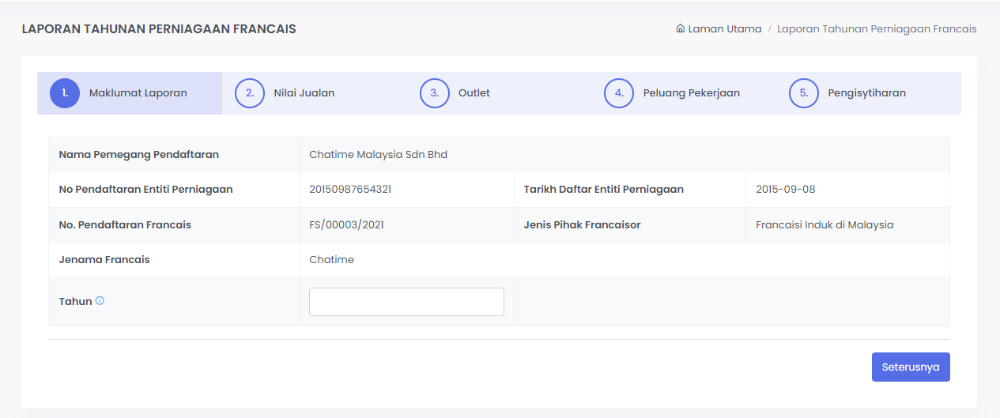 LAPORAN TAHUNAN PERNIAGAAN FRANCAIS
Laman Utama / Laporan Tahunan Perniagaan Francais
1. Maklumat Laporan 2. Nilai Jualan 3. Outlet 4. Peluang Pekerjaan 5. Pengisytiharan
Nama Pemegang Pendaftaran Chatime Malaysia Sdn Bhd
No Pendaftaran Entiti Perniagaan 20150987654321 Tarikh Daftar Entiti Perniagaan 2015-09-08
No. Pendaftaran Francais FS/00003/2021 Jenis Pihak Francaisor Francaisi Induk di Malaysia
Jenama Francais Chatime
Tahun
Seterusnya